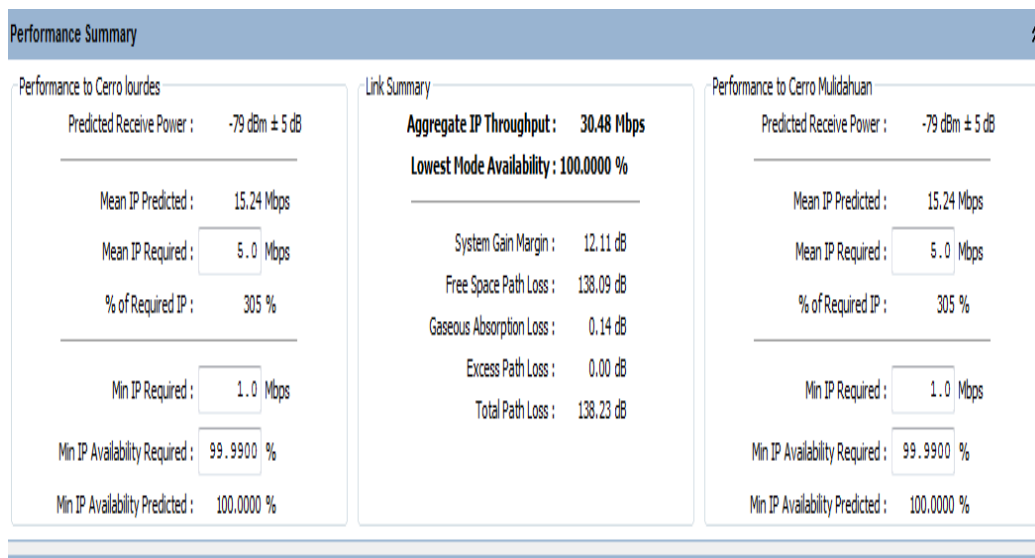 Performance Summary
Performance to Cerro lourdes
Predicted Receive Power : -79 dBm ± 5 dB
Mean IP Predicted : 15.24 Mbps
Mean IP Required : 5.0 Mbps
% of Required IP : 305 %
Min IP Required : 1.0 Mbps
Min IP Availability Required : 99.9900 %
Min IP Availability Predicted : 100.0000 %
Link Summary
Aggregate IP Throughput : 30.48 Mbps
Lowest Mode Availability : 100.0000 %
System Gain Margin : 12.11 dB
Free Space Path Loss : 138.09 dB
Gaseous Absorption Loss : 0.14 dB
Excess Path Loss : 0.00 dB
Total Path Loss : 138.23 dB
Performance to Cerro Mulidahuan
Predicted Receive Power : -79 dBm ± 5 dB
Mean IP Predicted : 15.24 Mbps
Mean IP Required : 5.0 Mbps
% of Required IP : 305 %
Min IP Required : 1.0 Mbps
Min IP Availability Required : 99.9900 %
Min IP Availability Predicted : 100.0000 %